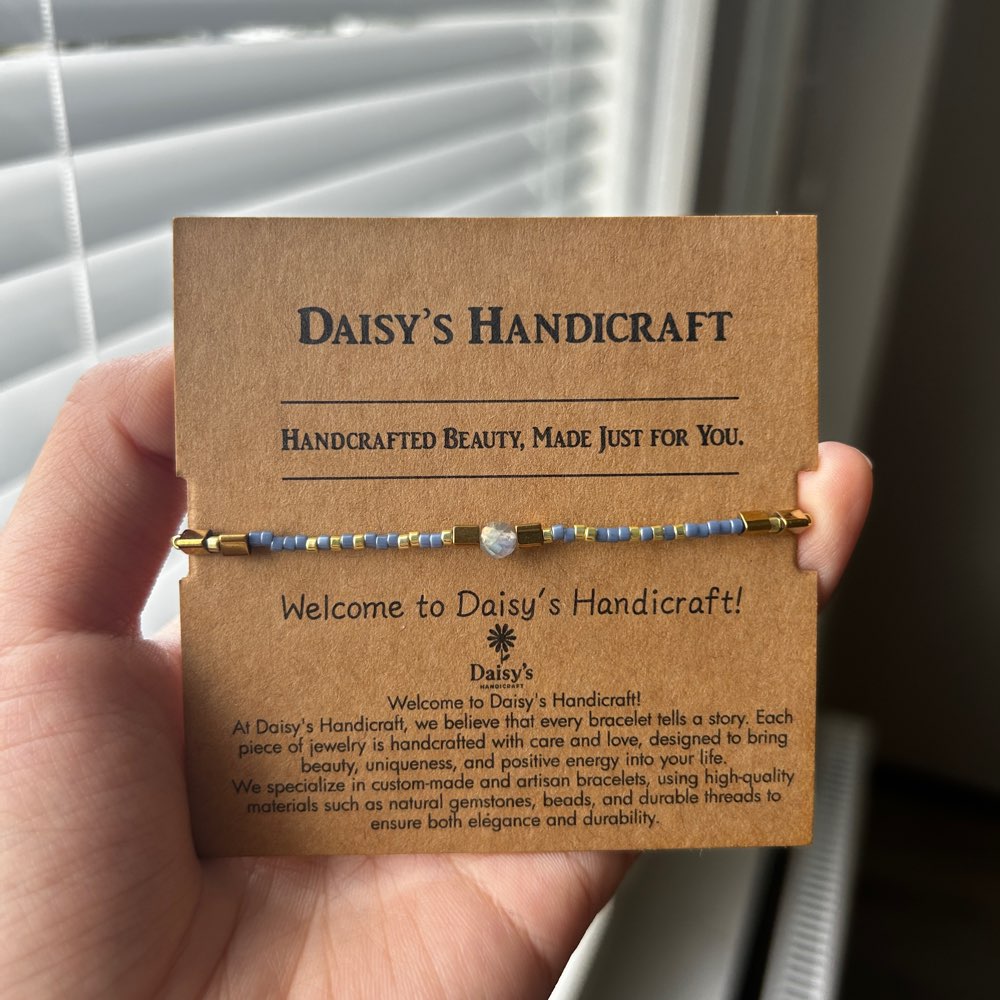 DAISY'S HANDICRAFT
HANDCRAFTED BEAUTY, MADE JUST FOR YOU.
Welcome to Daisy's Handicraft!
Daisy's
HANDICRAFT
Welcome to Daisy's Handicraft!
At Daisy's Handicraft, we believe that every bracelet tells a story. Each
piece of jewelry is handcrafted with care and love, designed to bring
beauty, uniqueness, and positive energy into your life.
We specialize in custom-made and artisan bracelets, using high-quality
materials such as natural gemstones, beads, and durable threads to
ensure both elegance and durability.